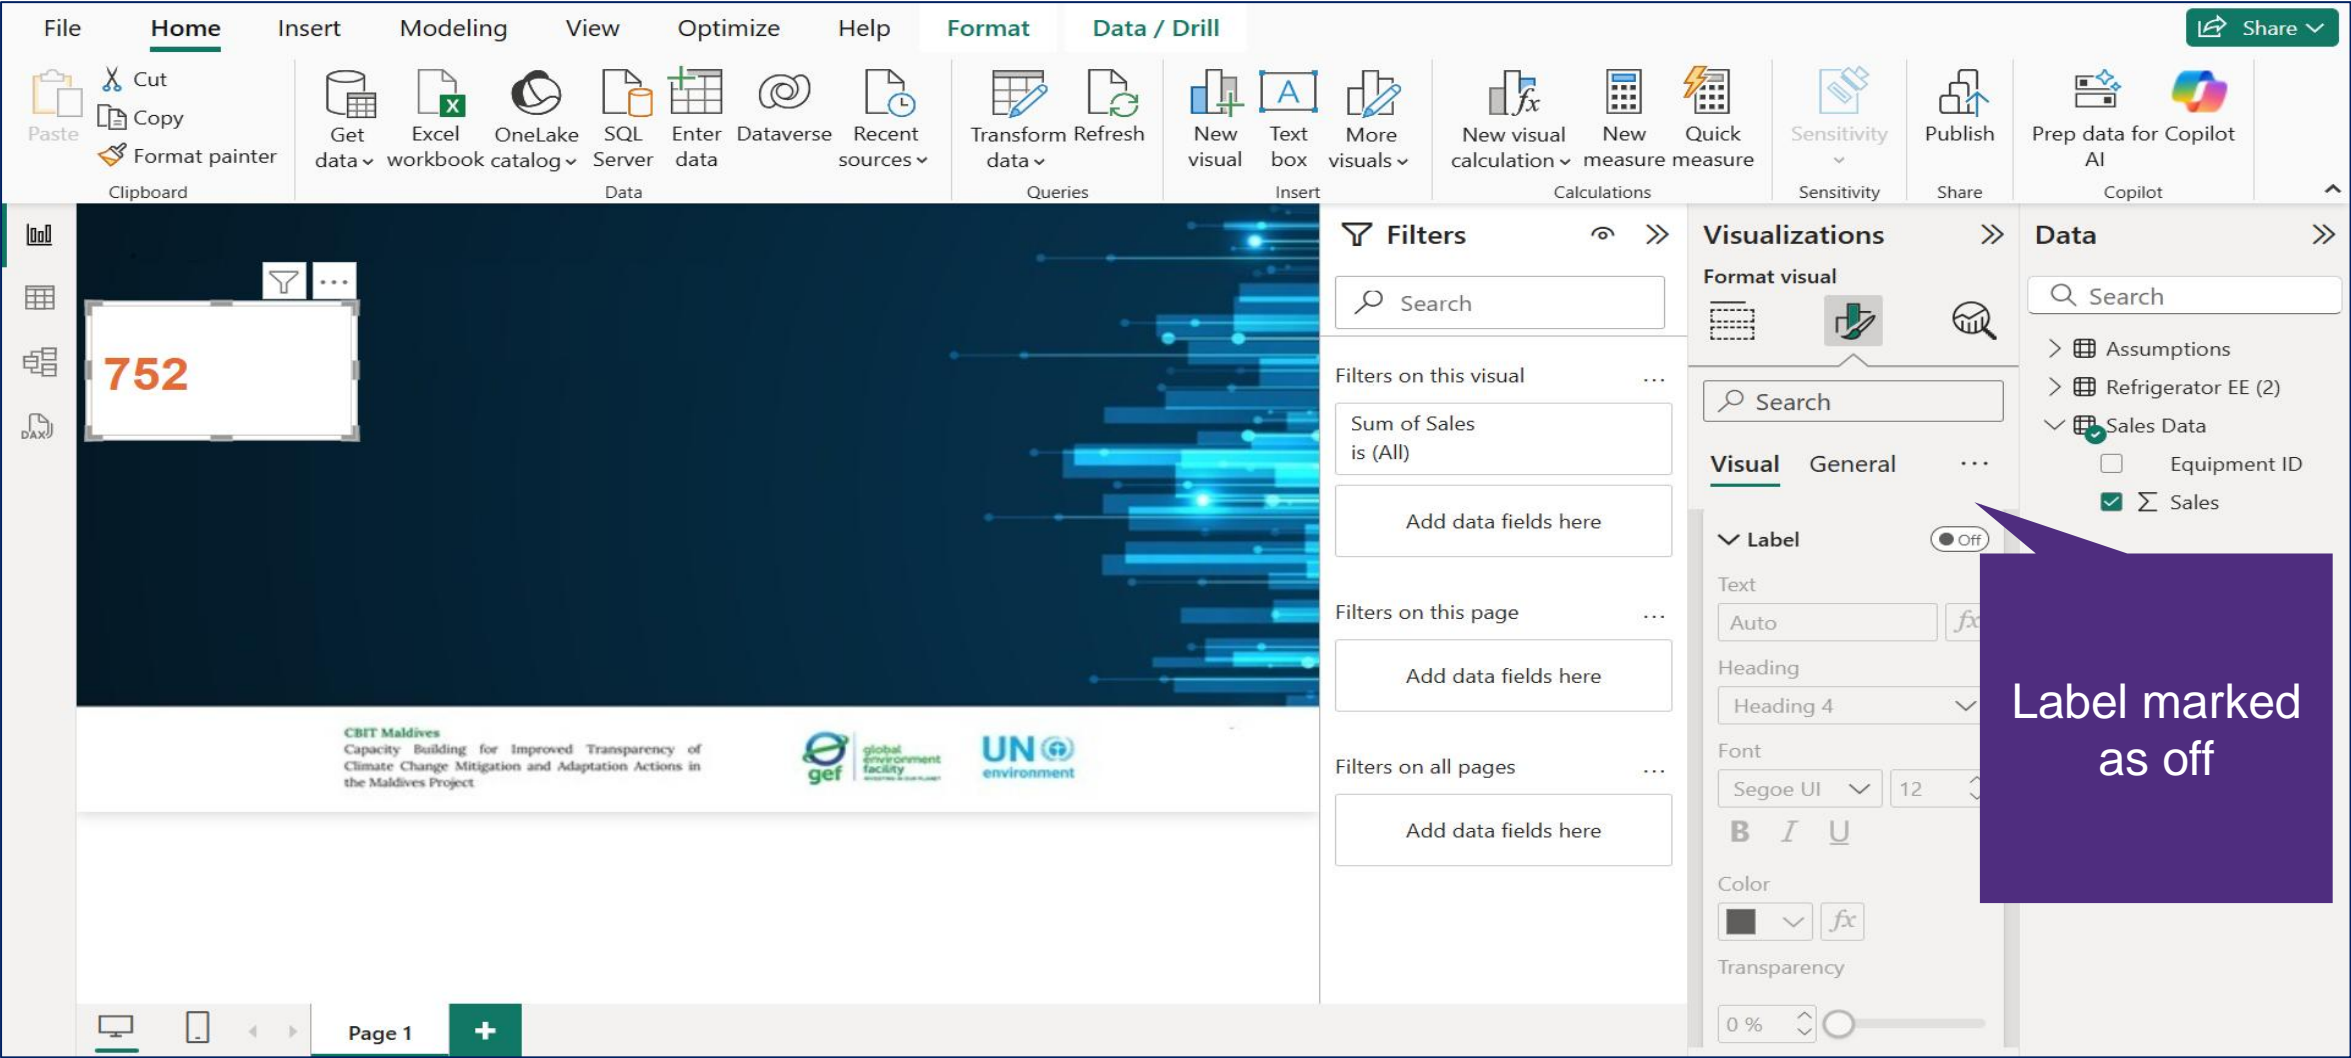 File Home Insert Modeling View Optimize Help Format Data / Drill Share
Paste
Cut
Copy
Format painter
Clipboard
Get data
Excel workbook
OneLake catalog
SQL Server
Enter data
Dataverse
Recent sources
Data
Transform data
Refresh
Queries
New visual
Text box
More visuals
Insert
New visual calculation
New measure
Quick measure
Calculations
Sensitivity
Sensitivity
Publish
Share
Prep data for AI
Copilot
Copilot
DAX
752
CBIT Maldives
Capacity Building for Improved Transparency of
Climate Change Mitigation and Adaptation Actions in
the Maldives Project
gef
global
environment
facility
INVESTING IN OUR PLANET
UN
environment
Page 1
Filters
Search
Filters on this visual ...
Sum of Sales
is (All)
Add data fields here
Filters on this page ...
Add data fields here
Filters on all pages ...
Add data fields here
Visualizations
Format visual
Search
Visual General ...
Label Off
Text
Auto fx
Heading
Heading 4
Font
Segoe UI 12
B I U
Color
fx
Transparency
0 %
Data
Search
Assumptions
Refrigerator EE (2)
Sales Data
Equipment ID
Σ Sales
Label marked
as off